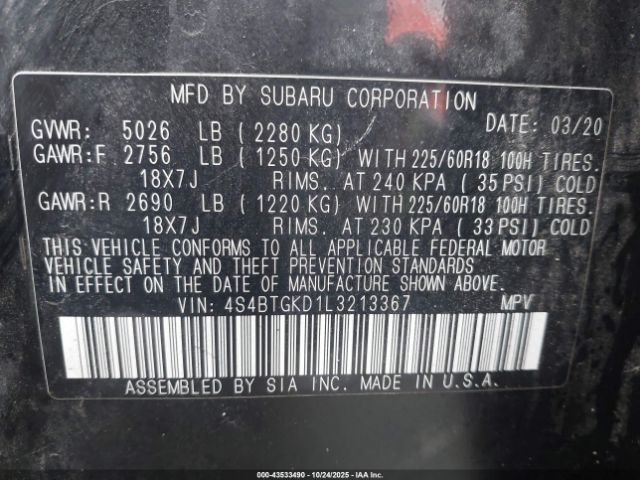 MFD BY SUBARU CORPORATION
GVWR: 5026 LB ( 2280 KG) DATE: 03/20
GAWR:F 2756 LB ( 1250 KG) WITH 225/60R18 100H TIRES.
18X7J RIMS. AT 240 KPA ( 35 PSI) COLD
GAWR:R 2690 LB ( 1220 KG) WITH 225/60R18 100H TIRES.
18X7J RIMS. AT 230 KPA ( 33 PSI) COLD
THIS VEHICLE CONFORMS TO ALL APPLICABLE FEDERAL MOTOR
VEHICLE SAFETY AND THEFT PREVENTION STANDARDS
IN EFFECT ON THE DATE OF MANUFACTURE SHOWN ABOVE.
VIN: 4S4BTGKD1L3213367 MPV
ASSEMBLED BY SIA INC. MADE IN U.S.A.
000-43533490 - 10/24/2025 - IAAI.COM